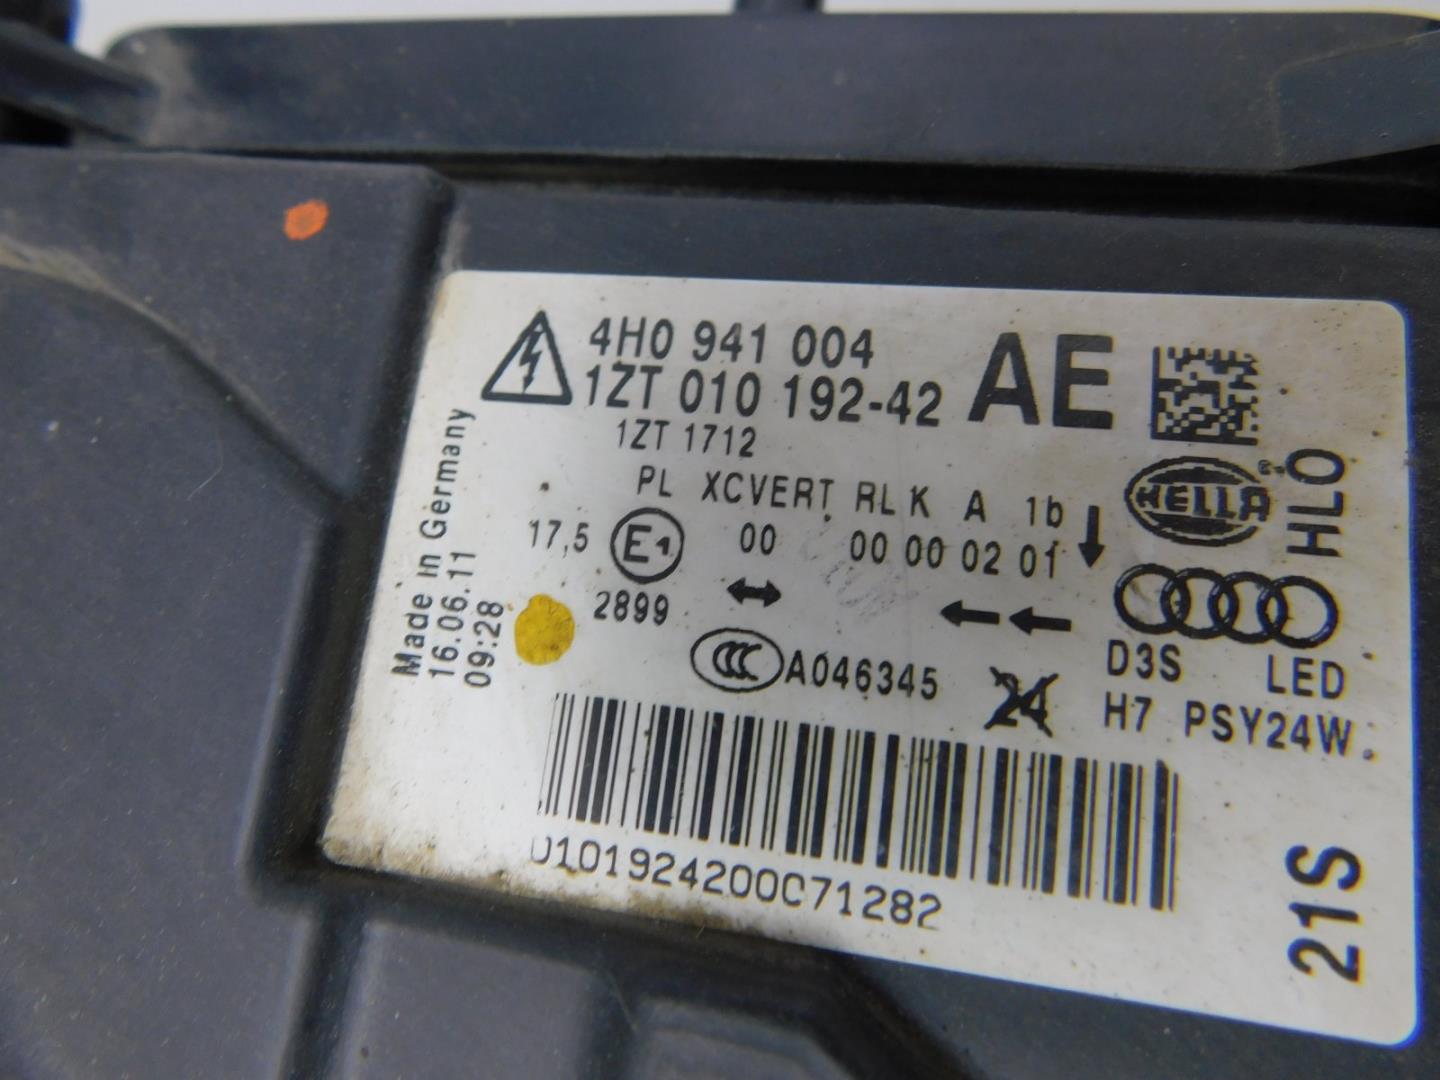 4H0 941 004 AE
1ZT 010 192-42
1ZT 1712
PL XCVERT RL K A 1b
17,5 E1 00 00 00 02 01
2899
HELLA
HLO
CCC A046345
24
D3S LED
H7 PSY24W
Made in Germany
16.06.11
09:28
21S